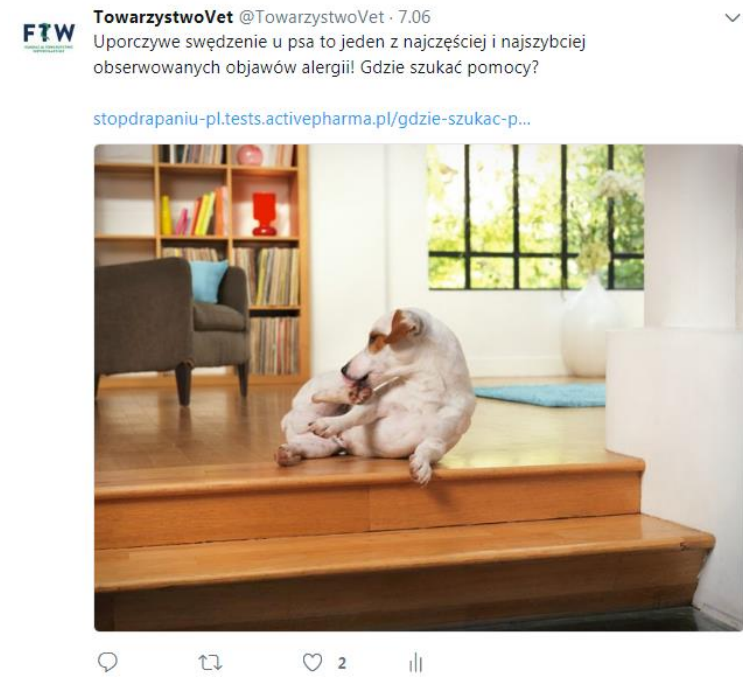 TowarzystwoVet @TowarzystwoVet · 7.06
FTW
Uporczywe swędzenie u psa to jeden z najczęściej i najszybciej
obserwowanych objawów alergii! Gdzie szukać pomocy?
stopdrapaniu-pl.tests.activepharma.pl/gdzie-szukac-p...
2